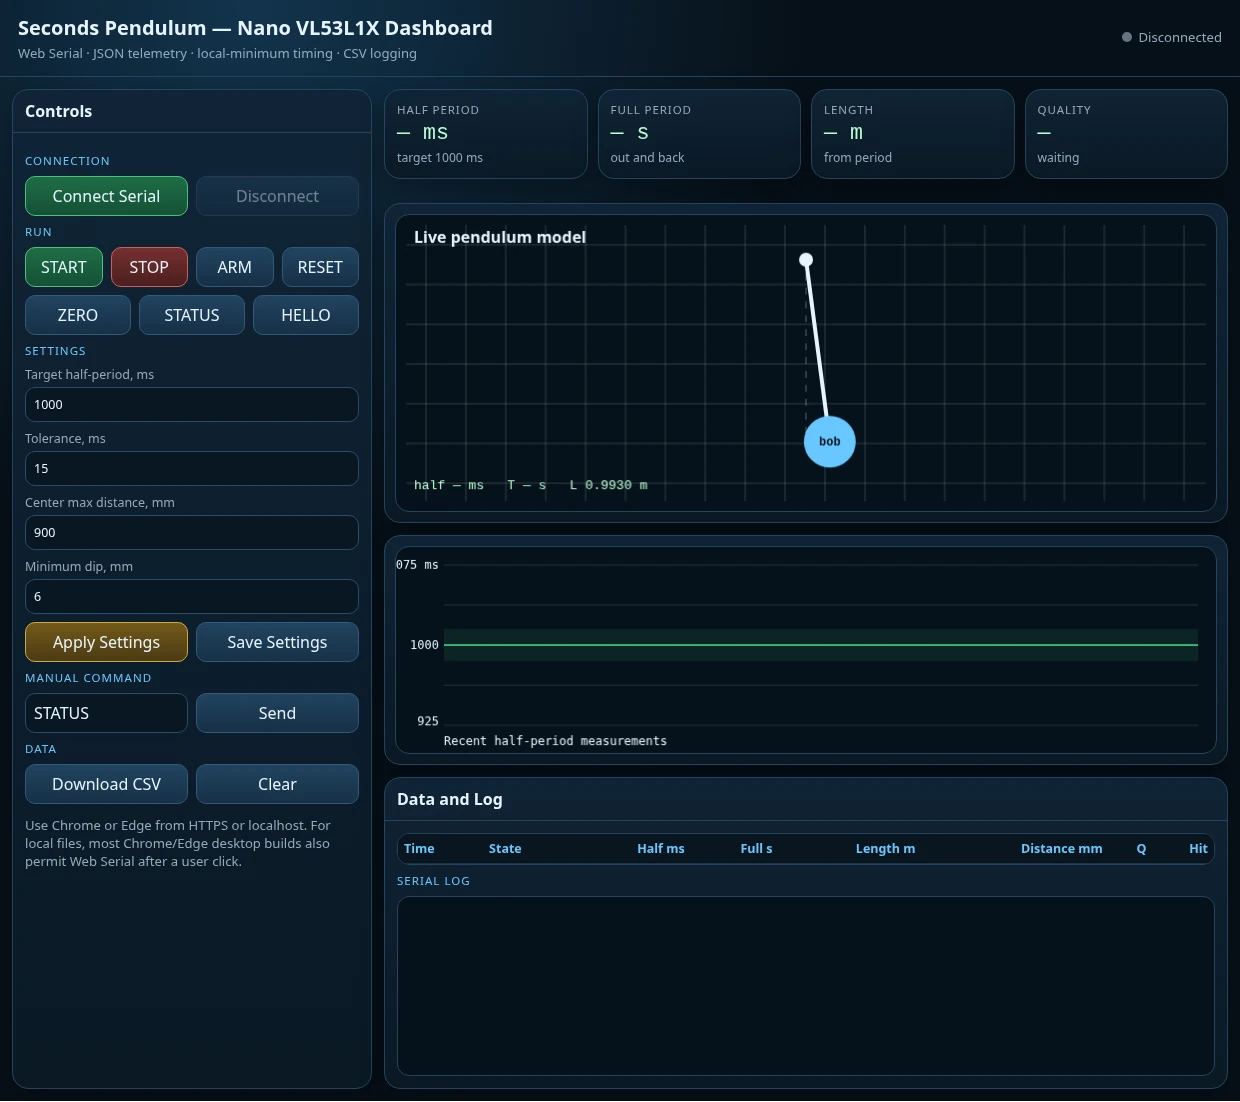 Seconds Pendulum — Nano VL53L1X Dashboard
Web Serial · JSON telemetry · local-minimum timing · CSV logging
Disconnected
Controls
CONNECTION
Connect Serial
Disconnect
RUN
START
STOP
ARM
RESET
ZERO
STATUS
HELLO
SETTINGS
Target half-period, ms
1000
Tolerance, ms
15
Center max distance, mm
900
Minimum dip, mm
6
Apply Settings
Save Settings
MANUAL COMMAND
STATUS
Send
DATA
Download CSV
Clear
Use Chrome or Edge from HTTPS or localhost. For
local files, most Chrome/Edge desktop builds also
permit Web Serial after a user click.
HALF PERIOD
— ms
target 1000 ms
FULL PERIOD
— s
out and back
LENGTH
— m
from period
QUALITY
—
waiting
Live pendulum model
bob
half — ms T — s L 0.9930 m
075 ms
1000
925
Recent half-period measurements
Data and Log
Time State Half ms Full s Length m Distance mm Q Hit
SERIAL LOG